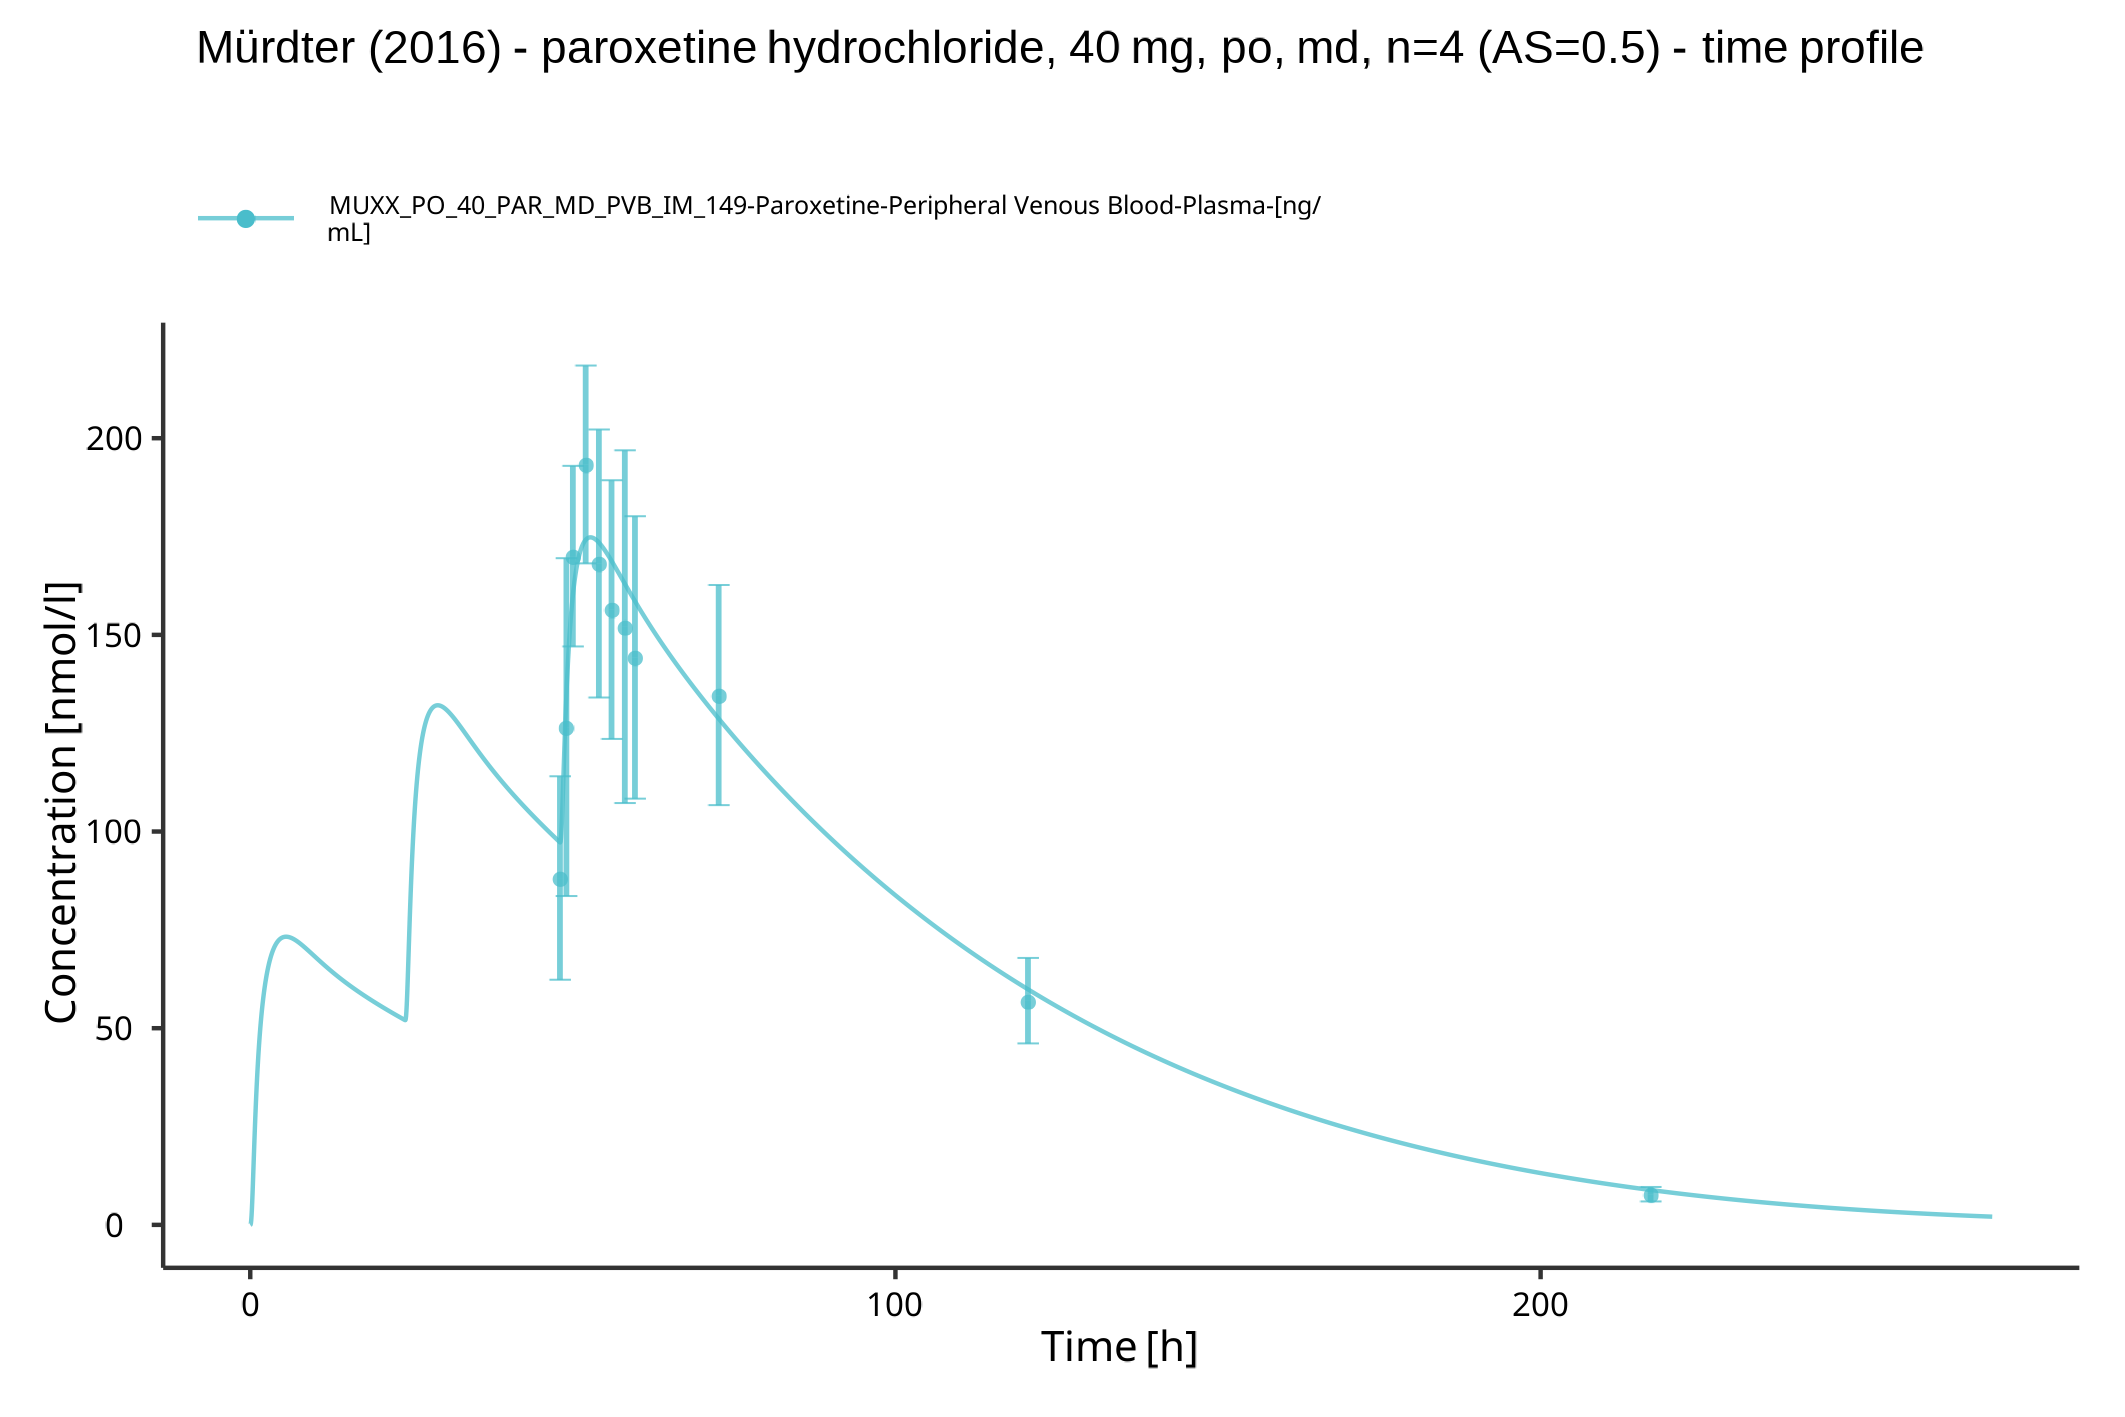 Mürdter (2016) - paroxetine hydrochloride, 40 mg, po, md, n=4 (AS=0.5) - time profile
MUXX_PO_40_PAR_MD_PVB_IM_149-Paroxetine-Peripheral Venous Blood-Plasma-[ng/
mL]
Concentration [nmol/l]
200
150
100
50
0
0 100 200
Time [h]